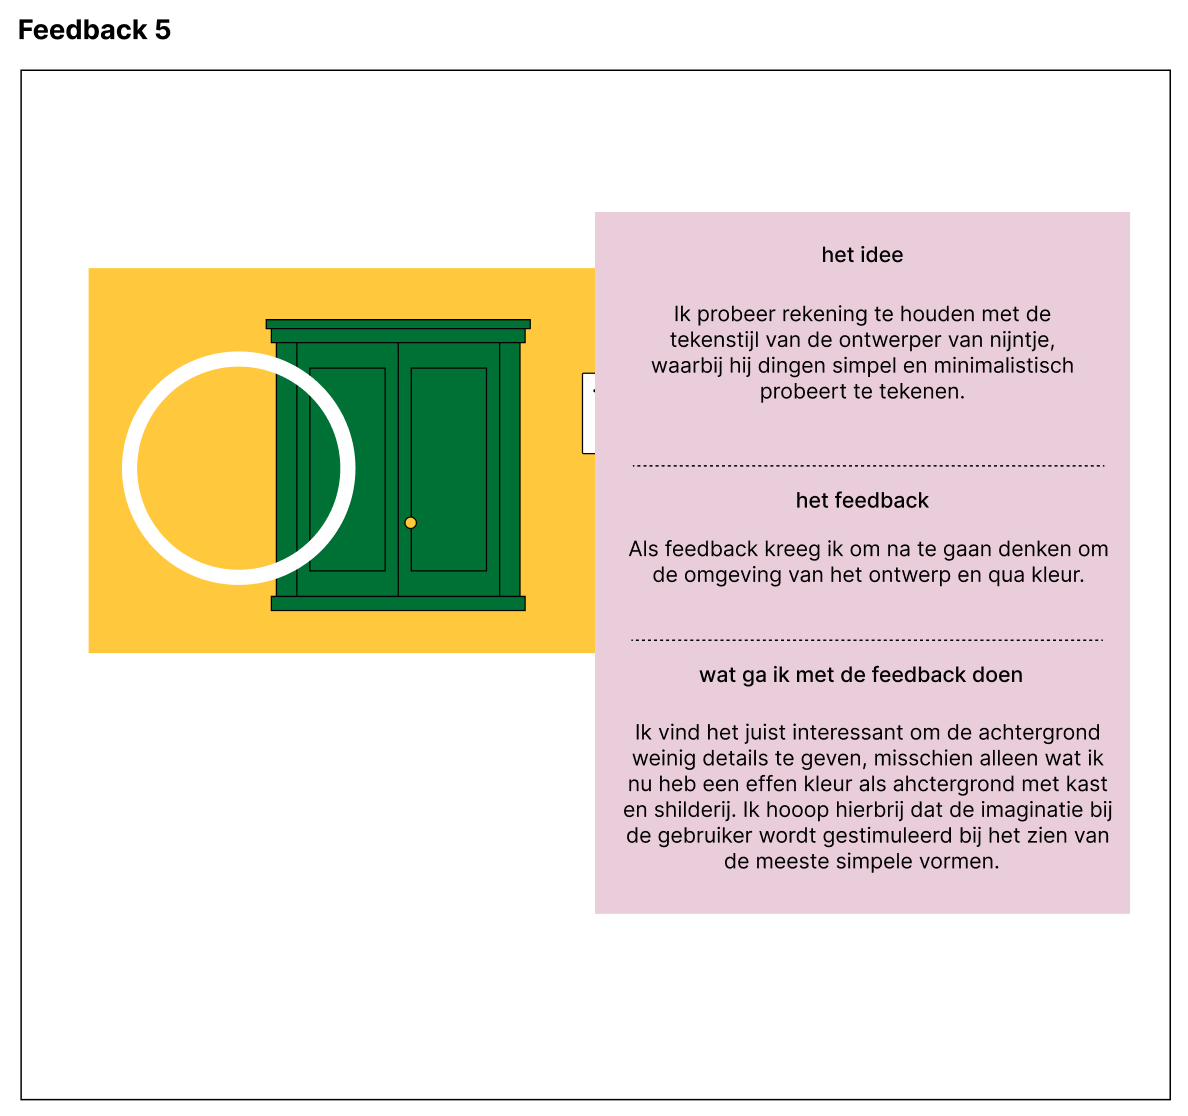 Feedback 5
het idee
Ik probeer rekening te houden met de
tekenstijl van de ontwerper van nijntje,
waarbij hij dingen simpel en minimalistisch
probeert te tekenen.
het feedback
Als feedback kreeg ik om na te gaan denken om
de omgeving van het ontwerp en qua kleur.
wat ga ik met de feedback doen
Ik vind het juist interessant om de achtergrond
weinig details te geven, misschien alleen wat ik
nu heb een effen kleur als ahctergrond met kast
en shilderij. Ik hooop hierbrij dat de imaginatie bij
de gebruiker wordt gestimuleerd bij het zien van
de meeste simpele vormen.